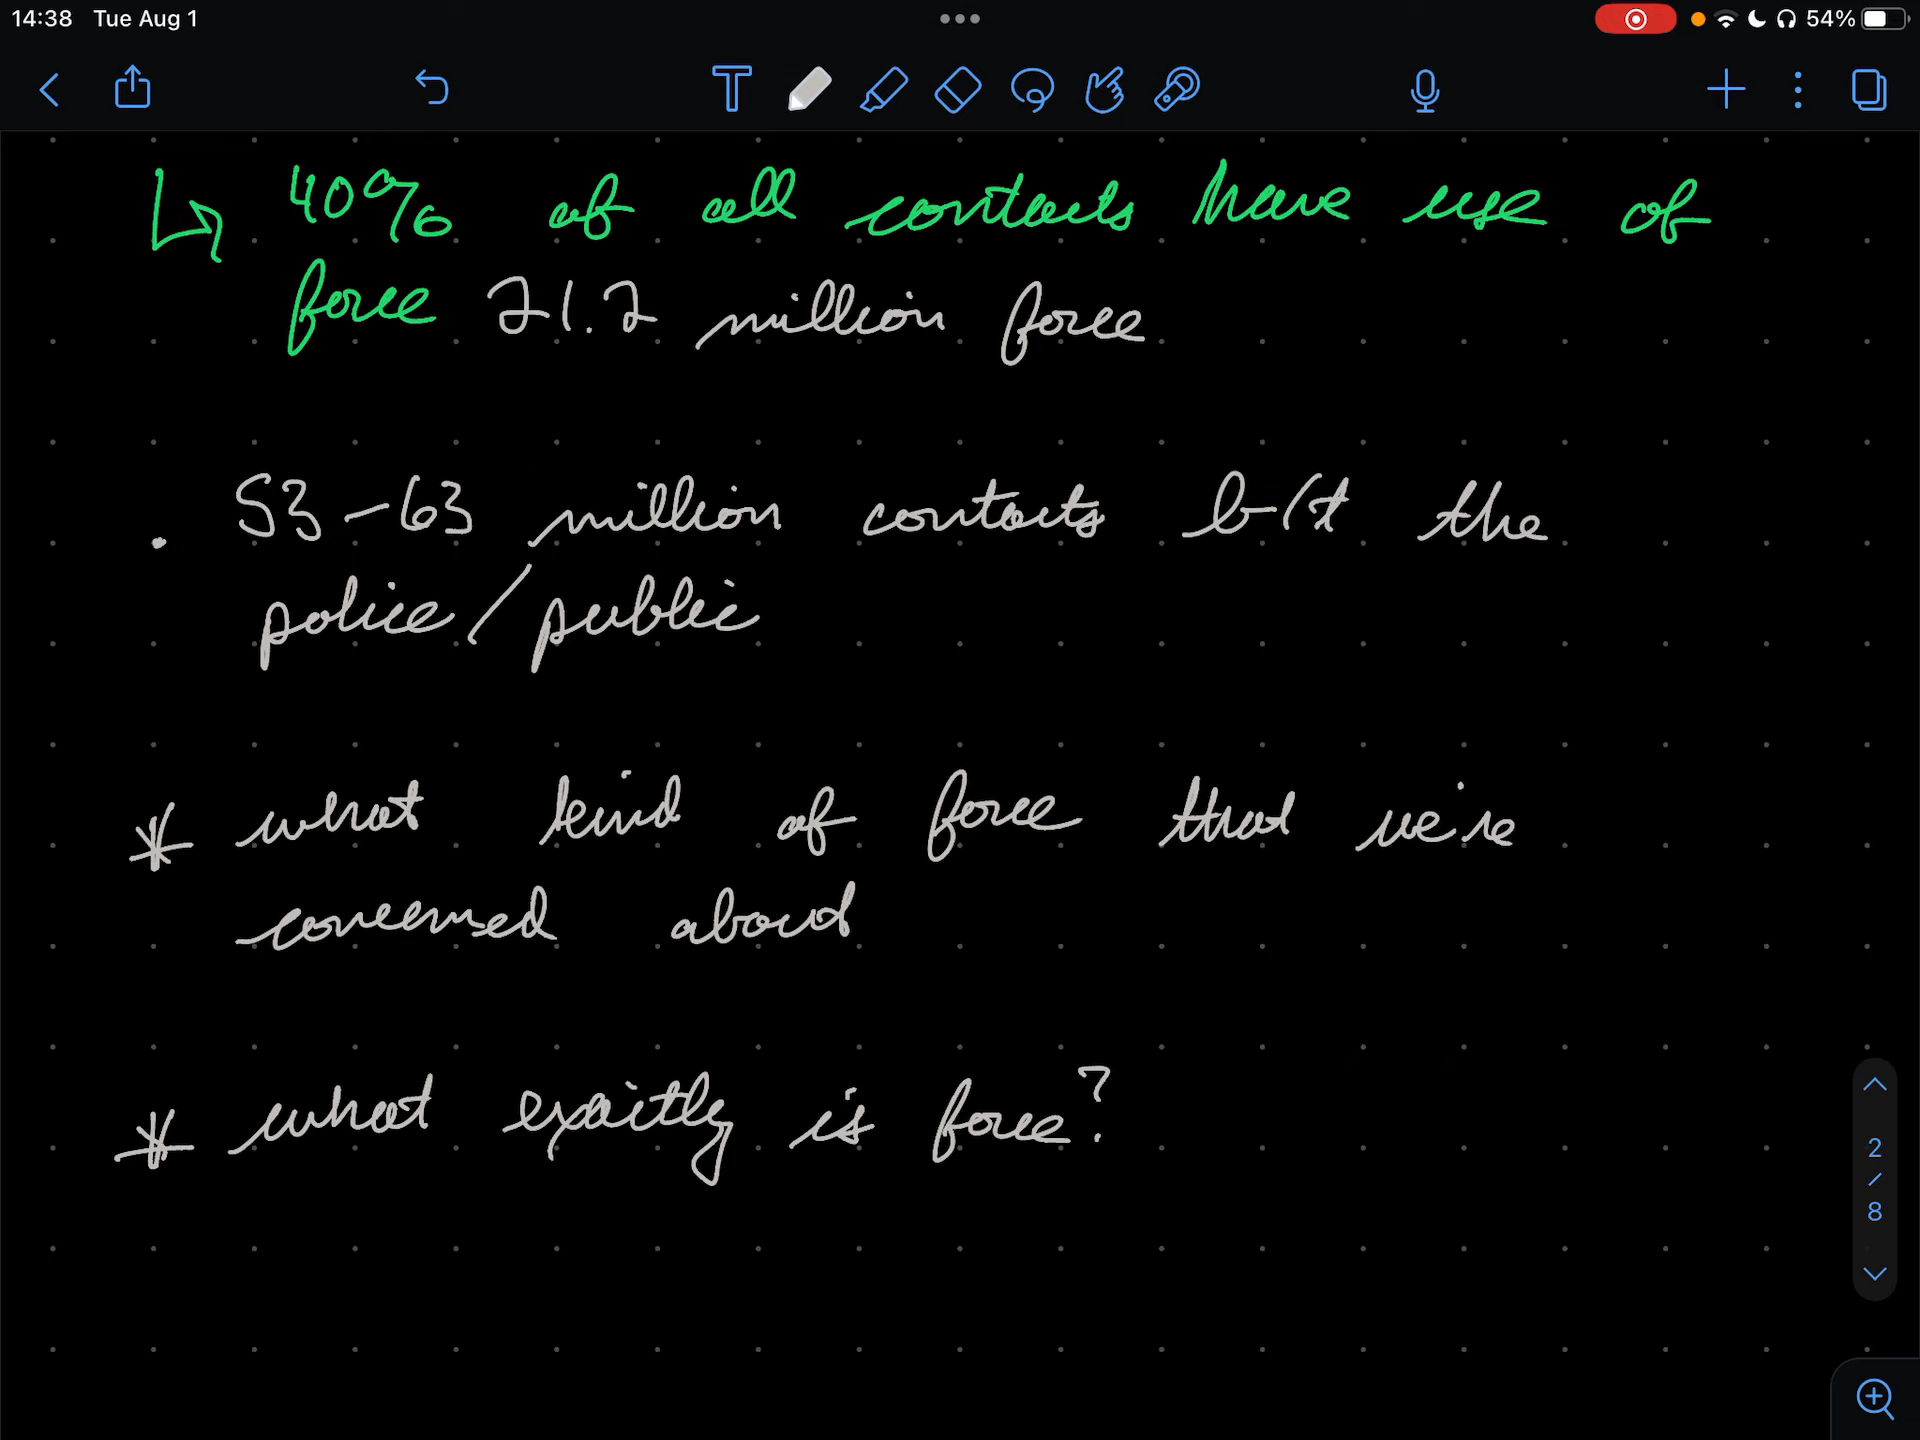 14:38 Tue Aug 1
54%
T
↳ 40% of all contacts have use of
force 21.2 million force
. 53-63 million contacts b/t the
police/public
* what kind of force that we're
concerned about
* what exactly is force?
2
/
8